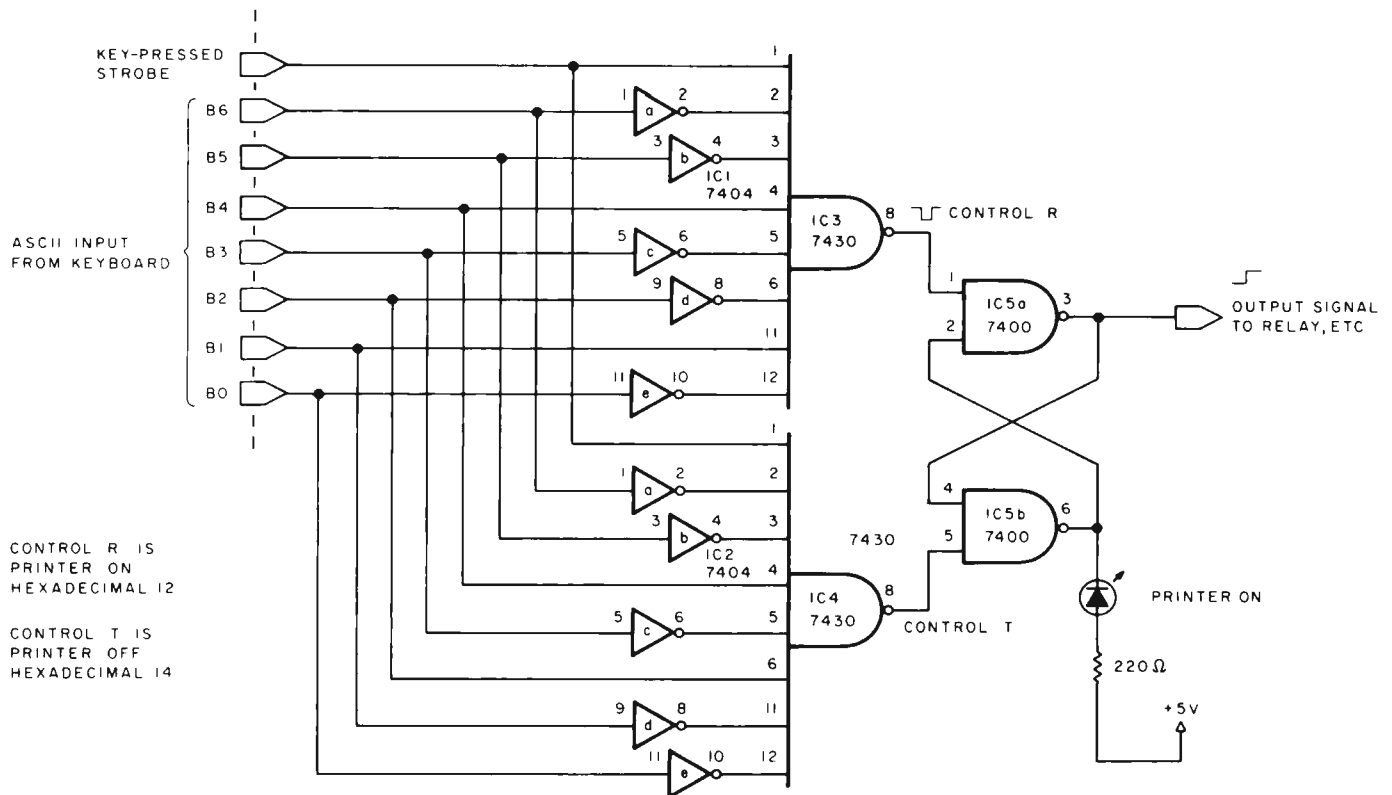 KEY-PRESSED
STROBE
B6
B5
B4
B3
B2
B1
B0
ASCII INPUT
FROM KEYBOARD
1
1 a 2
2
3 b 4
3
IC1
7404
4
5 c 6
5
9 d 8
6
11
11 e 10
12
IC3
7430
8
CONTROL R
1
2
IC5a
7400
3
OUTPUT SIGNAL
TO RELAY, ETC
1
1 a 2
2
3 b 4
3
IC2
7404
4
5 c 6
5
6
9 d 8
11
11 e 10
12
7430
IC4
7430
8
CONTROL T
4
5
IC5b
7400
6
PRINTER ON
220Ω
+5V
CONTROL R IS
PRINTER ON
HEXADECIMAL 12
CONTROL T IS
PRINTER OFF
HEXADECIMAL 14